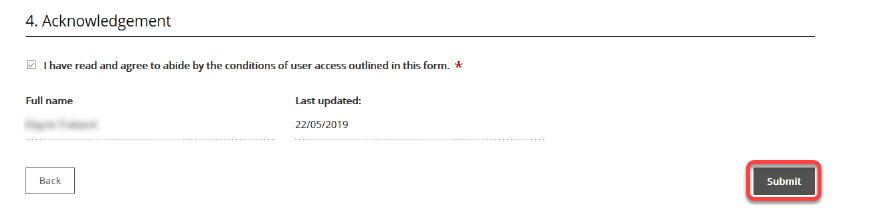 4. Acknowledgement
I have read and agree to abide by the conditions of user access outlined in this form. *
Full name
Last updated:
22/05/2019
Back
Submit